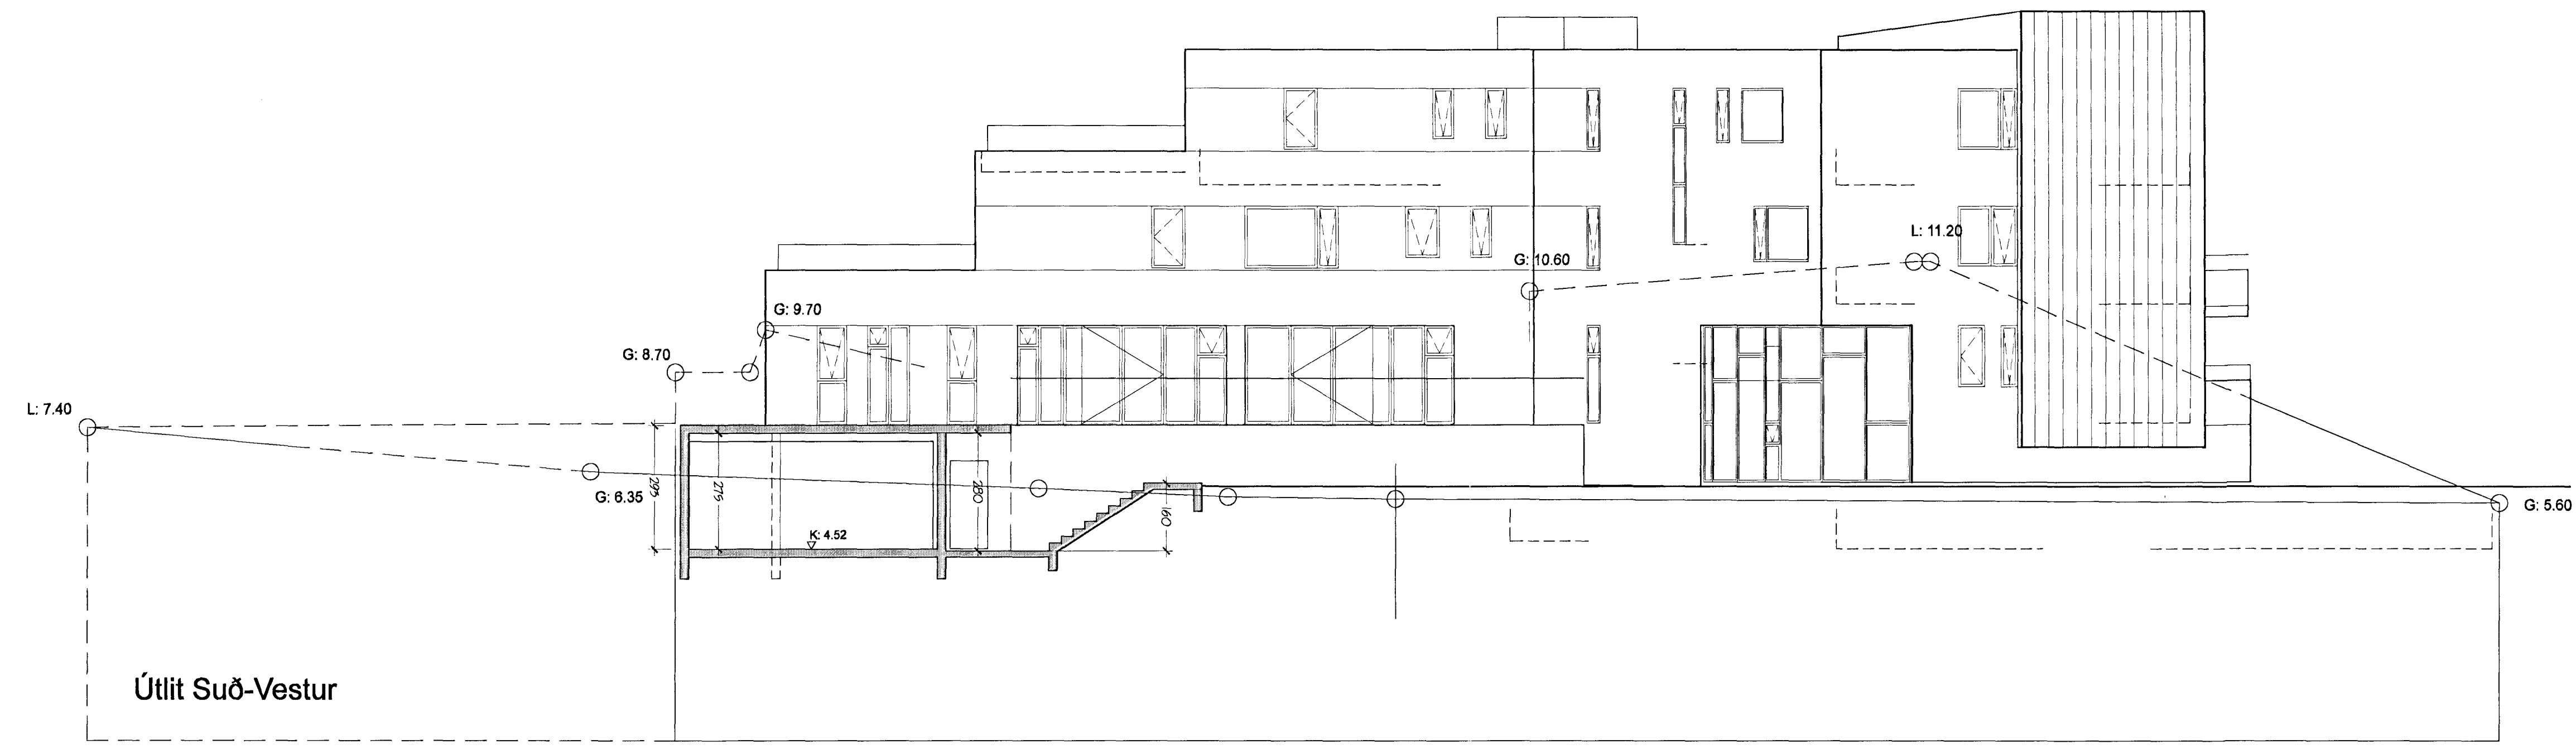 L: 11.20
G: 10.60
G: 9.70
G: 8.70
L: 7.40
G: 6.35
295
275
280
160
K: 4.52
G: 5.60
Útlit Suð-Vestur